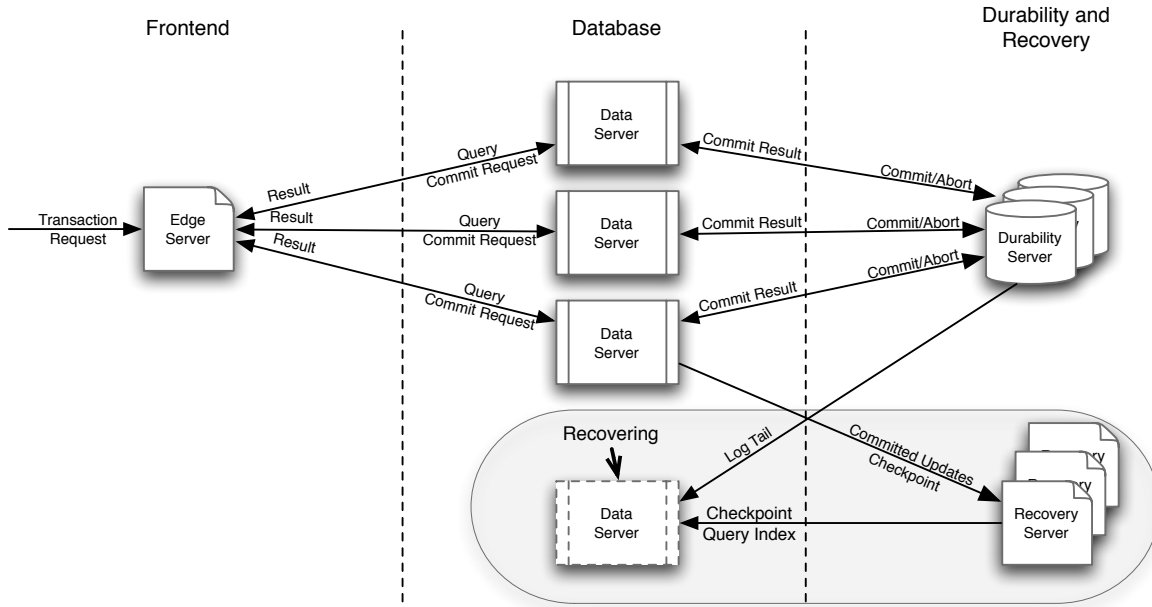 Frontend
Database
Durability and
Recovery
Data
Server
Query
Commit Request
Result
Commit Result
Commit/Abort
Transaction
Request
Edge
Server
Result
Query
Commit Request
Data
Server
Commit Result
Commit/Abort
Durability
Server
Result
Query
Commit Request
Data
Server
Commit Result
Commit/Abort
Recovering
Log Tail
Committed Updates
Checkpoint
Data
Server
Checkpoint
Query Index
Recovery
Server